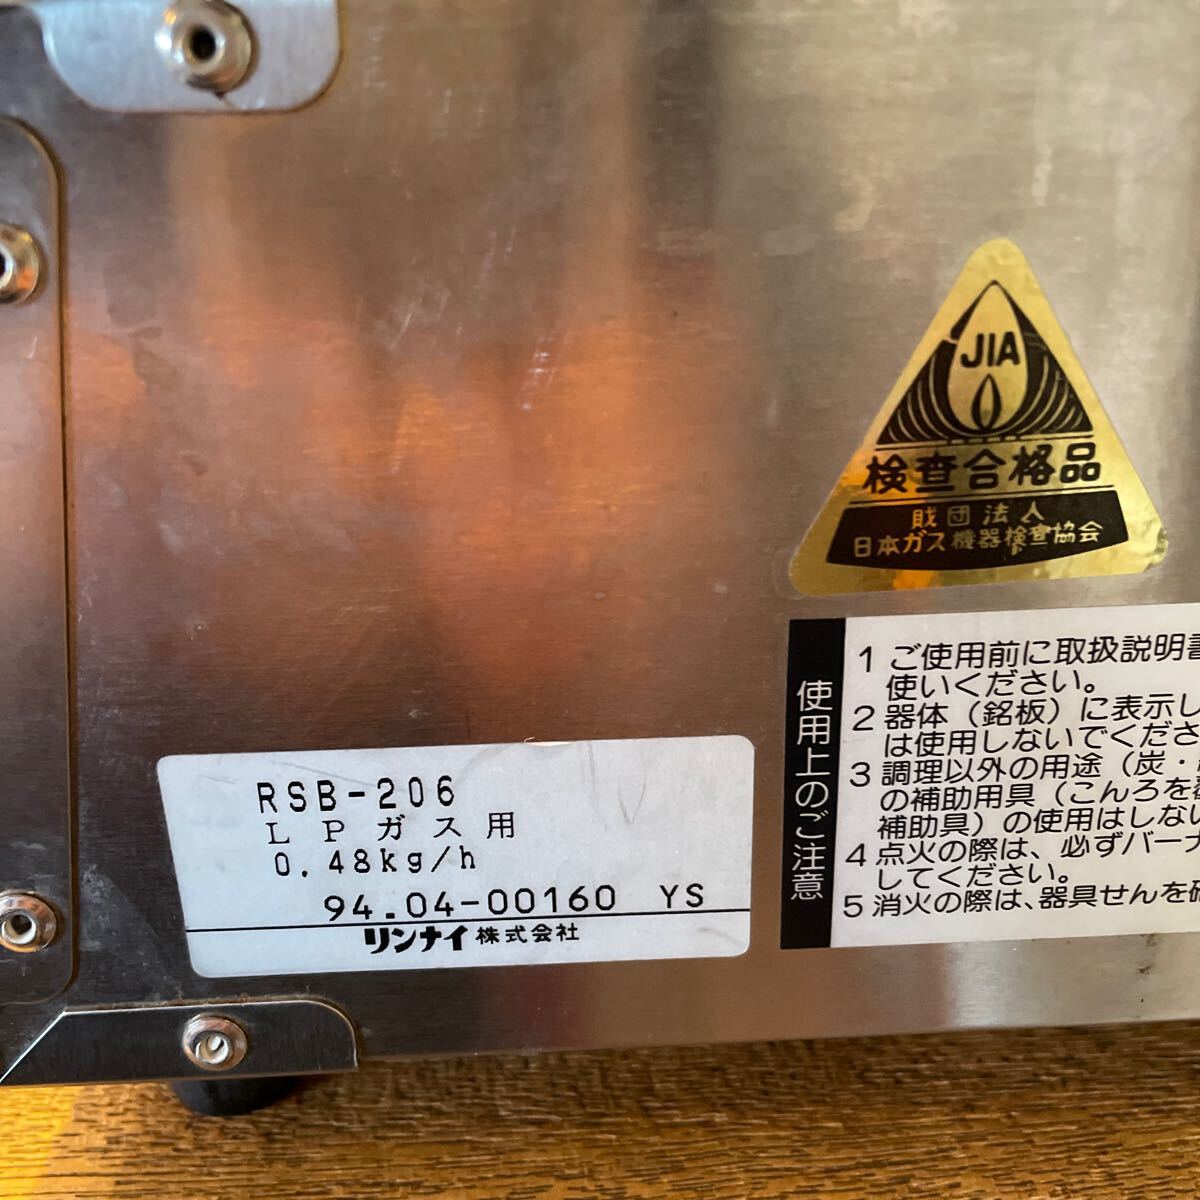 JIA
検査合格品
財団法人
日本ガス機器検査協会
使用上のご注意
1 ご使用前に取扱説明書
使いください。
2 器体（銘板）に表示し
は使用しないでくださ
3 調理以外の用途（炭・
の補助用具（こんろを
補助具）の使用はしな
4 点火の際は、必ずバー
してください。
5 消火の際は、器具せんを
RSB-206
LPガス用
0.48kg/h
94.04-00160 YS
リンナイ株式会社